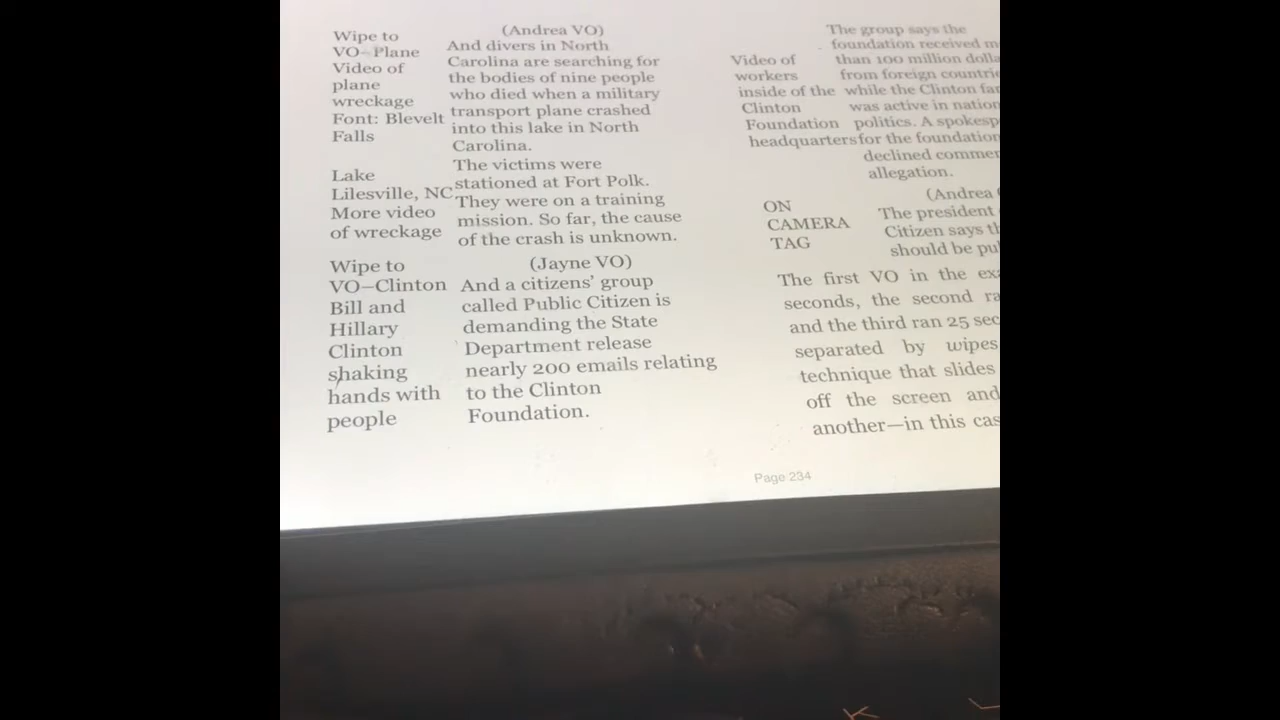 Wipe to (Andrea VO)
VO–Plane And divers in North
Video of Carolina are searching for
plane the bodies of nine people
wreckage who died when a military
Font: Blevelt transport plane crashed
Falls into this lake in North
Carolina.
Lake The victims were
Lilesville, NC stationed at Fort Polk.
More video They were on a training
of wreckage mission. So far, the cause
of the crash is unknown.
Wipe to (Jayne VO)
VO–Clinton And a citizens' group
Bill and called Public Citizen is
Hillary demanding the State
Clinton Department release
shaking nearly 200 emails relating
hands with to the Clinton
people Foundation.
The group says the
foundation received
Video of than 100 million
workers from foreign
inside of the while the Clinton
Clinton was active in
Foundation politics. A
headquarters for the foundation
declined
allegation.
(Andrea
ON The president
CAMERA Citizen says
TAG should be
The first VO in the
seconds, the second
and the third ran 25
separated by wipes
technique that slides
off the screen and
another—in this
Page 234
K
L